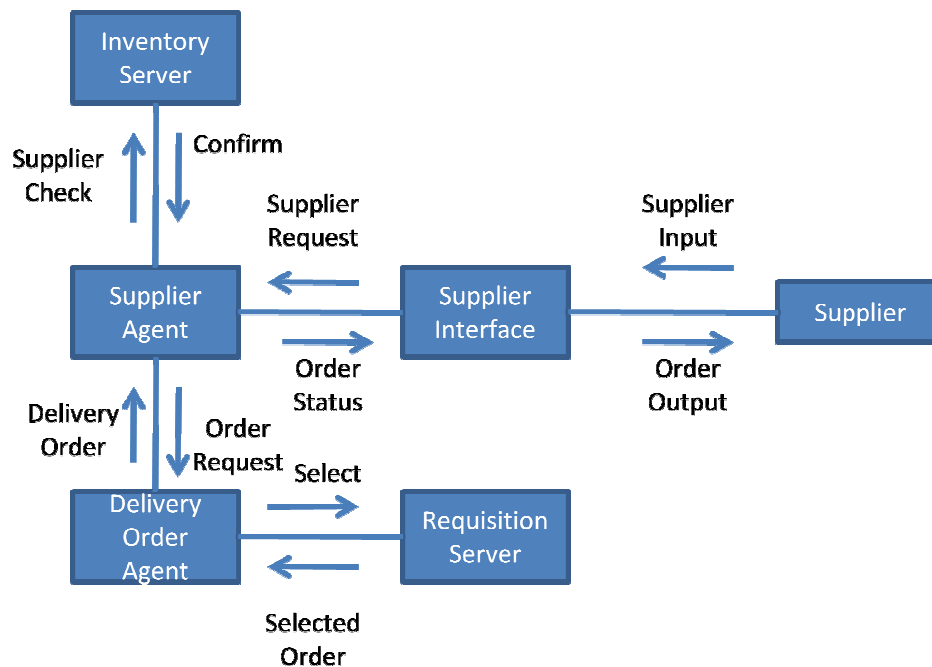 Inventory
Server
Supplier
Check
Confirm
Supplier
Request
Supplier
Input
Supplier
Agent
Supplier
Interface
Supplier
Order
Status
Order
Output
Delivery
Order
Order
Request
Select
Delivery
Order
Agent
Requisition
Server
Selected
Order